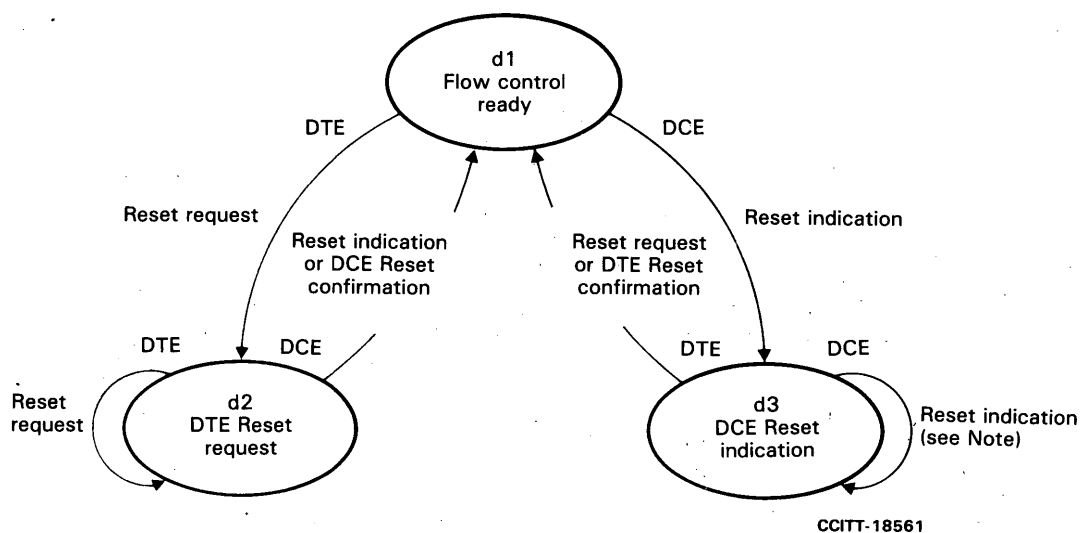 d1
Flow control
ready
DTE
DCE
Reset request
Reset indication
Reset indication
or DCE Reset
confirmation
Reset request
or DTE Reset
confirmation
DTE
DCE
DTE
DCE
Reset
request
d2
DTE Reset
request
d3
DCE Reset
indication
Reset indication
(see Note)
CCITT-18561